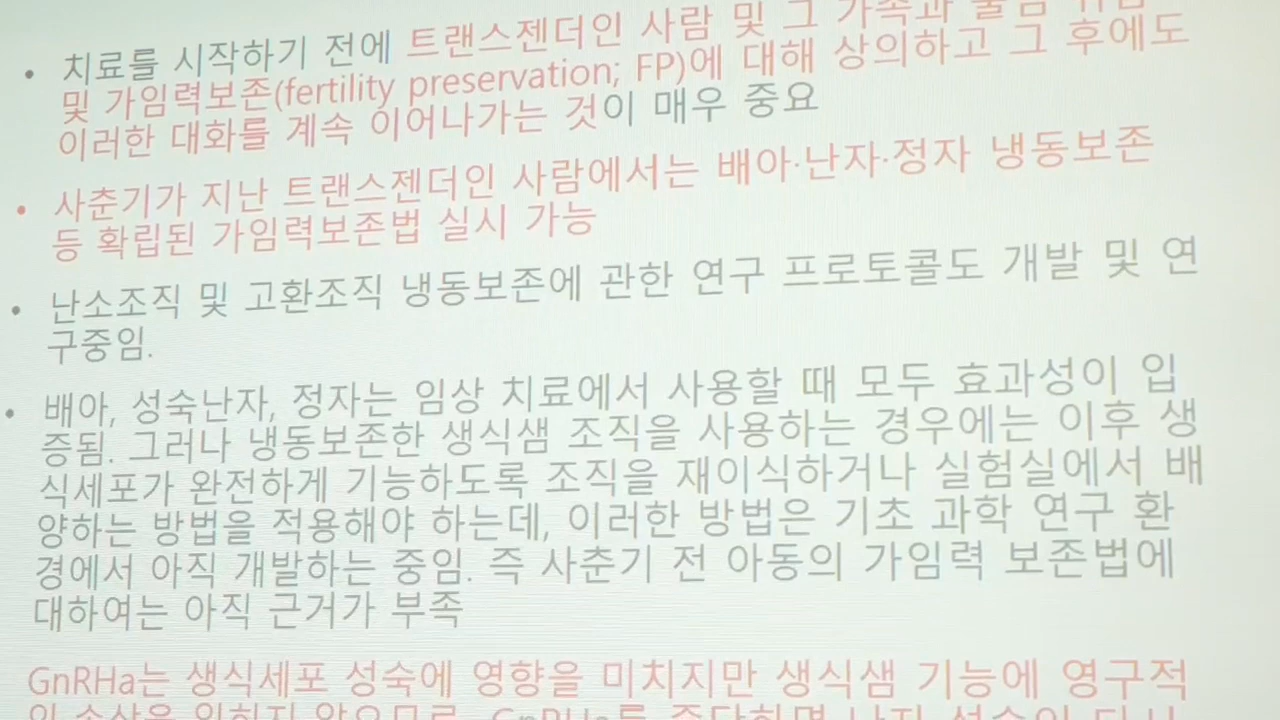 • 치료를 시작하기 전에 트랜스젠더인 사람 및 그 가족과
및 가임력보존(fertility preservation; FP)에 대해 상의하고 그 후에도
이러한 대화를 계속 이어나가는 것이 매우 중요
• 사춘기가 지난 트랜스젠더인 사람에서는 배아·난자·정자 냉동보존
등 확립된 가임력보존법 실시 가능
• 난소조직 및 고환조직 냉동보존에 관한 연구 프로토콜도 개발 및 연
구중임.
• 배아, 성숙난자, 정자는 임상 치료에서 사용할 때 모두 효과성이 입
증됨. 그러나 냉동보존한 생식샘 조직을 사용하는 경우에는 이후 생
식세포가 완전하게 기능하도록 조직을 재이식하거나 실험실에서 배
양하는 방법을 적용해야 하는데, 이러한 방법은 기초 과학 연구 환
경에서 아직 개발하는 중임. 즉 사춘기 전 아동의 가임력 보존법에
대하여는 아직 근거가 부족
GnRHa는 생식세포 성숙에 영향을 미치지만 생식샘 기능에 영구적